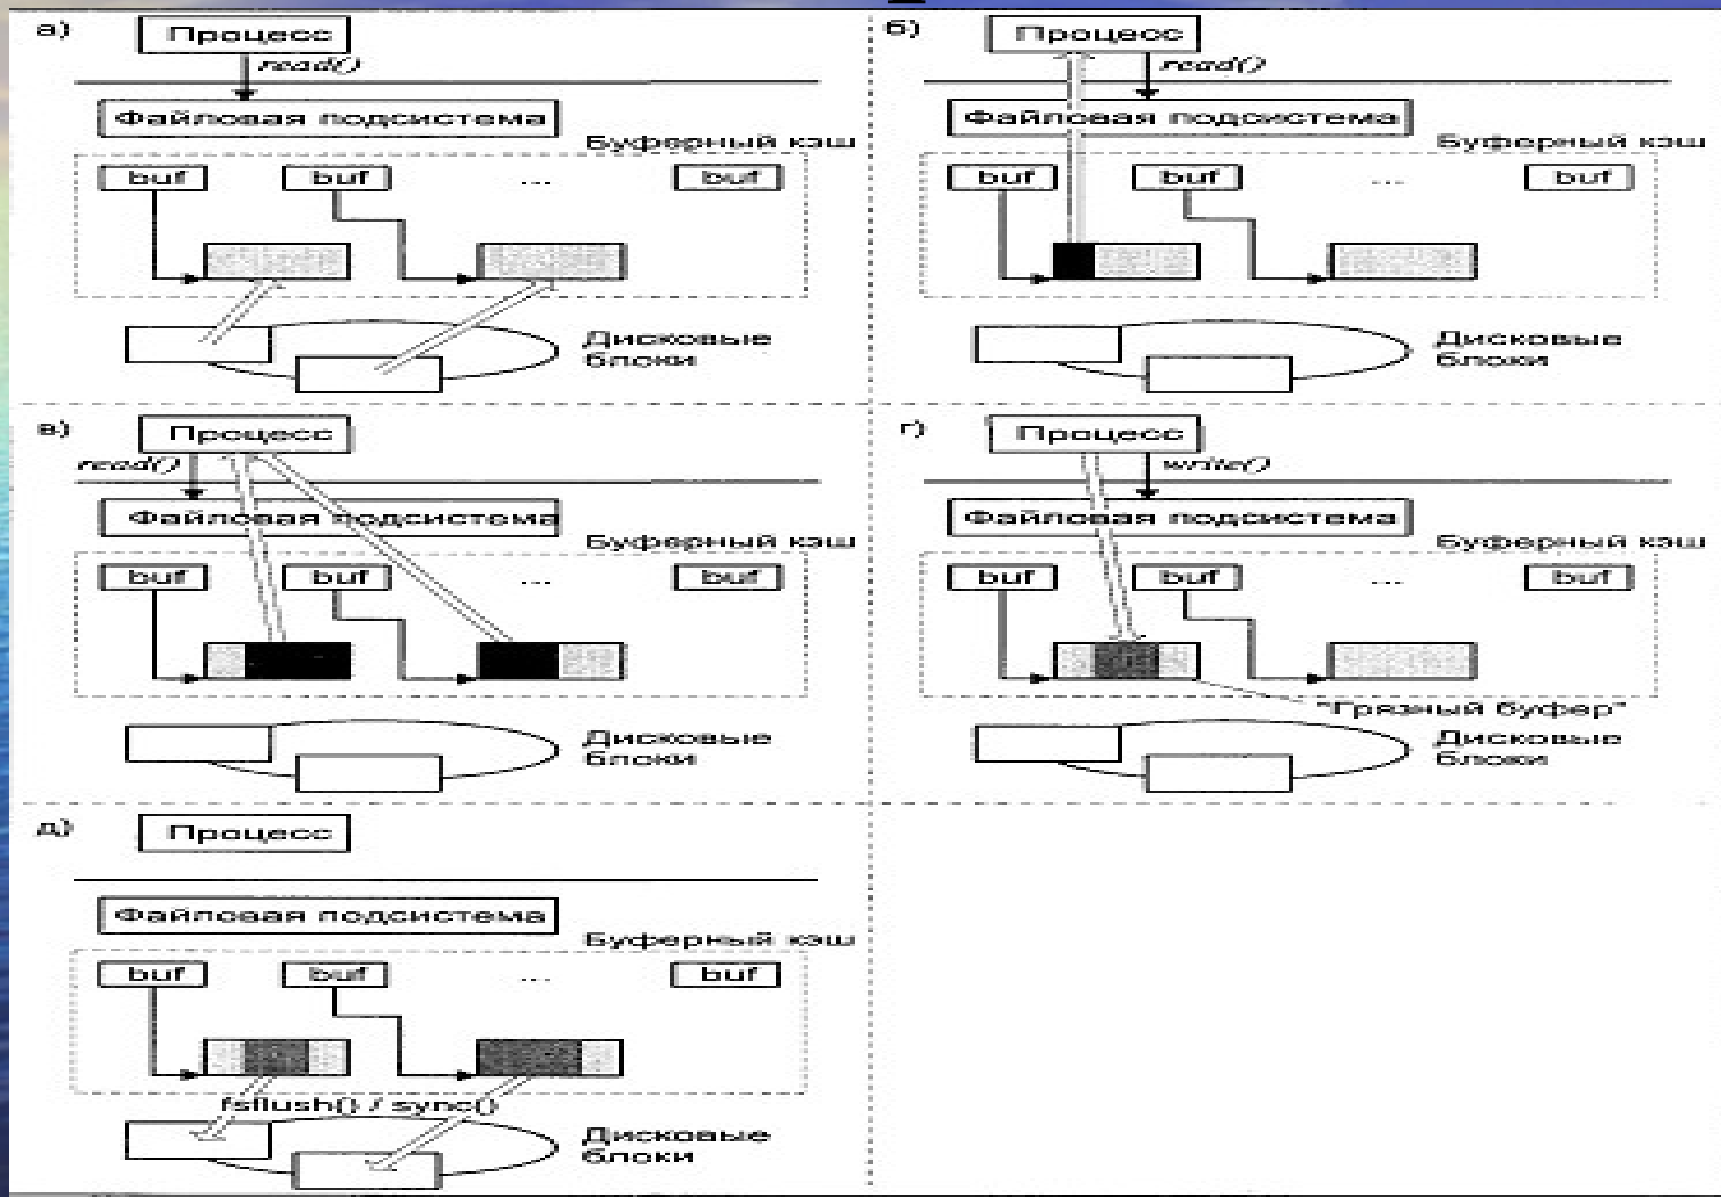 а)
Процесс
read()
Файловая подсистема
Буферный кэш
buf
buf
...
buf
Дисковые
блоки
б)
Процесс
read()
Файловая подсистема
Буферный кэш
buf
buf
...
buf
Дисковые
блоки
в)
Процесс
read()
Файловая подсистема
Буферный кэш
buf
buf
...
buf
Дисковые
блоки
г)
Процесс
write()
Файловая подсистема
Буферный кэш
buf
buf
...
buf
"Грязный буфер"
Дисковые
блоки
д)
Процесс
Файловая подсистема
Буферный кэш
buf
buf
...
buf
fsflush() / sync()
Дисковые
блоки